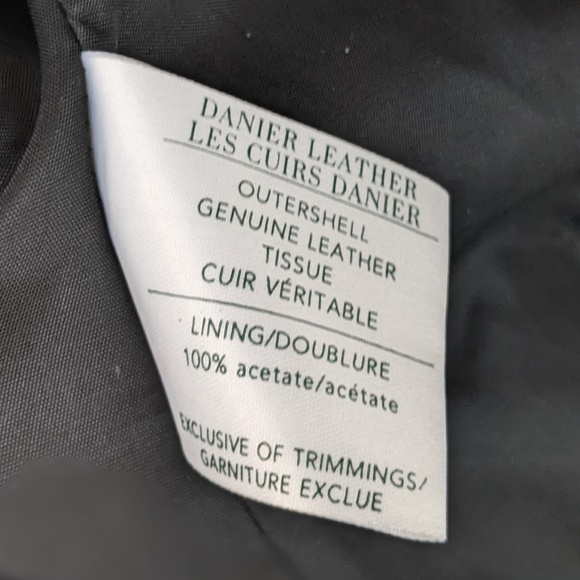 DANIER LEATHER
LES CUIRS DANIER
OUTERSHELL
GENUINE LEATHER
TISSUE
CUIR VÉRITABLE
LINING/DOUBLURE
100% acetate/acétate
EXCLUSIVE OF TRIMMINGS/
GARNITURE EXCLUE